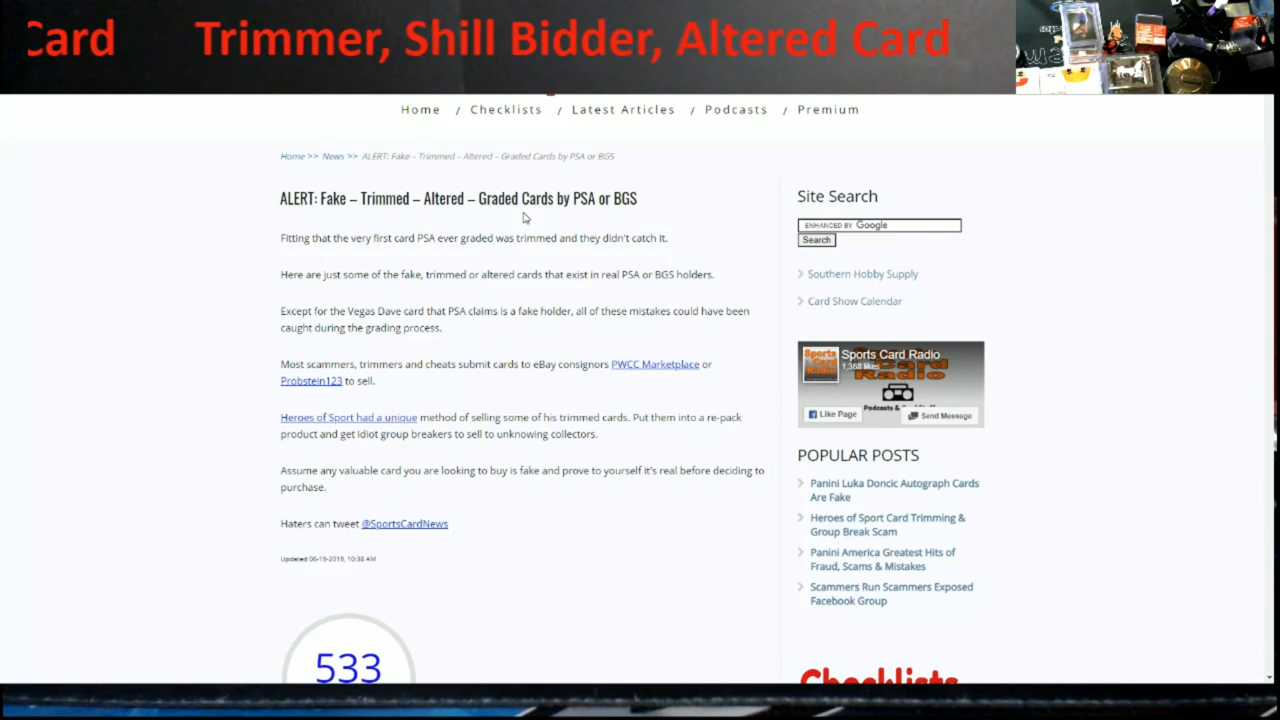 Card Trimmer, Shill Bidder, Altered Card
Home / Checklists / Latest Articles / Podcasts / Premium
Home >> News >> ALERT: Fake – Trimmed – Altered – Graded Cards by PSA or BGS
ALERT: Fake – Trimmed – Altered – Graded Cards by PSA or BGS
Fitting that the very first card PSA ever graded was trimmed and they didn't catch it.
Here are just some of the fake, trimmed or altered cards that exist in real PSA or BGS holders.
Except for the Vegas Dave card that PSA claims is a fake holder, all of these mistakes could have been
caught during the grading process.
Most scammers, trimmers and cheats submit cards to eBay consignors PWCC Marketplace or
Probstein123 to sell.
Heroes of Sport had a unique method of selling some of his trimmed cards. Put them into a re-pack
product and get idiot group breakers to sell to unknowing collectors.
Assume any valuable card you are looking to buy is fake and prove to yourself it's real before deciding to
purchase.
Haters can tweet @SportsCardNews
Updated 06-19-2019, 10:38 AM
533
Site Search
ENHANCED BY Google
Search
Southern Hobby Supply
Card Show Calendar
Sports Card Radio
1,368 likes
Like Page
Send Message
POPULAR POSTS
Panini Luka Doncic Autograph Cards
Are Fake
Heroes of Sport Card Trimming &
Group Break Scam
Panini America Greatest Hits of
Fraud, Scams & Mistakes
Scammers Run Scammers Exposed
Facebook Group
Checklists